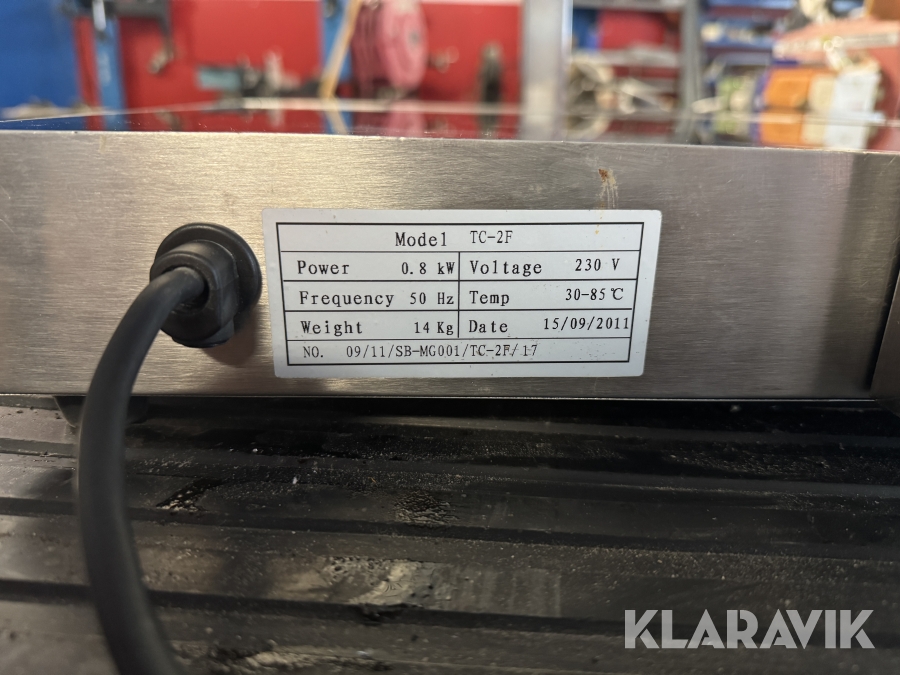 Model TC-2F
Power 0.8 kW Voltage 230 V
Frequency 50 Hz Temp 30-85℃
Weight 14 Kg Date 15/09/2011
NO. 09/11/SB-MG001/TC-2F/17
KLARAVIK